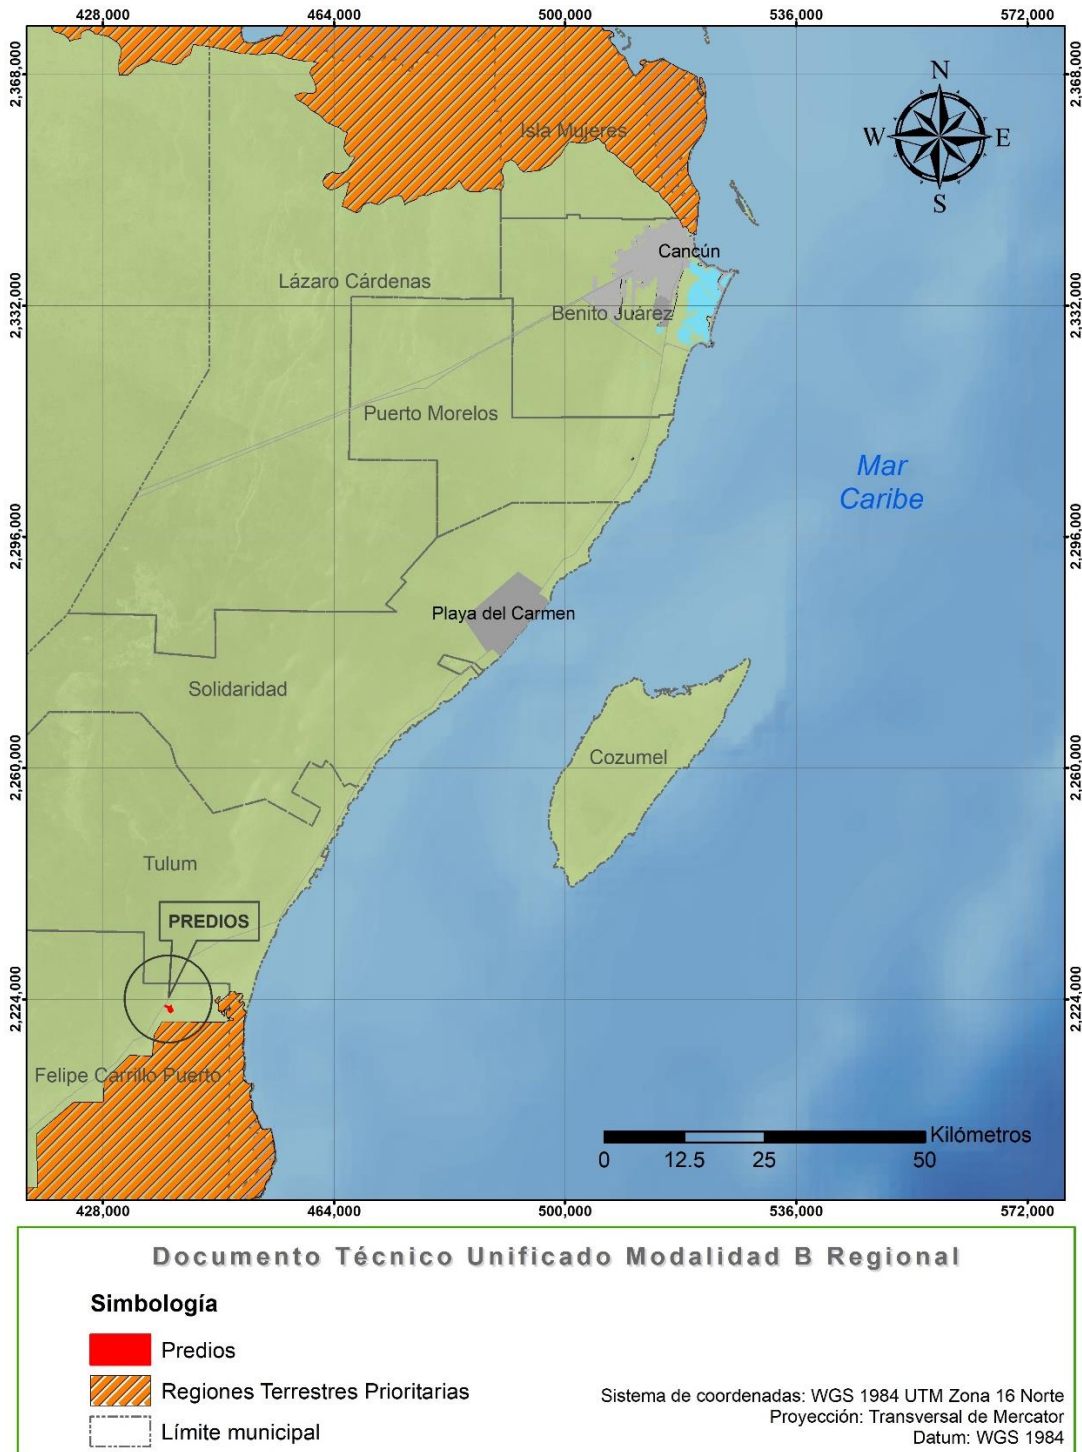 428,000 464,000 500,000 536,000 572,000
2,368,000 2,368,000
N
W E
S
Isla Mujeres
Cancún
Lázaro Cárdenas
2,332,000 2,332,000
Benito Juárez
Puerto Morelos
Mar
Caribe
2,296,000 2,296,000
Playa del Carmen
Solidaridad
Cozumel
2,260,000 2,260,000
Tulum
PREDIOS
2,224,000 2,224,000
Felipe Carrillo Puerto
Kilómetros
0 12.5 25 50
428,000 464,000 500,000 536,000 572,000
Documento Técnico Unificado Modalidad B Regional
Simbología
Predios
Regiones Terrestres Prioritarias
Límite municipal
Sistema de coordenadas: WGS 1984 UTM Zona 16 Norte
Proyección: Transversal de Mercator
Datum: WGS 1984